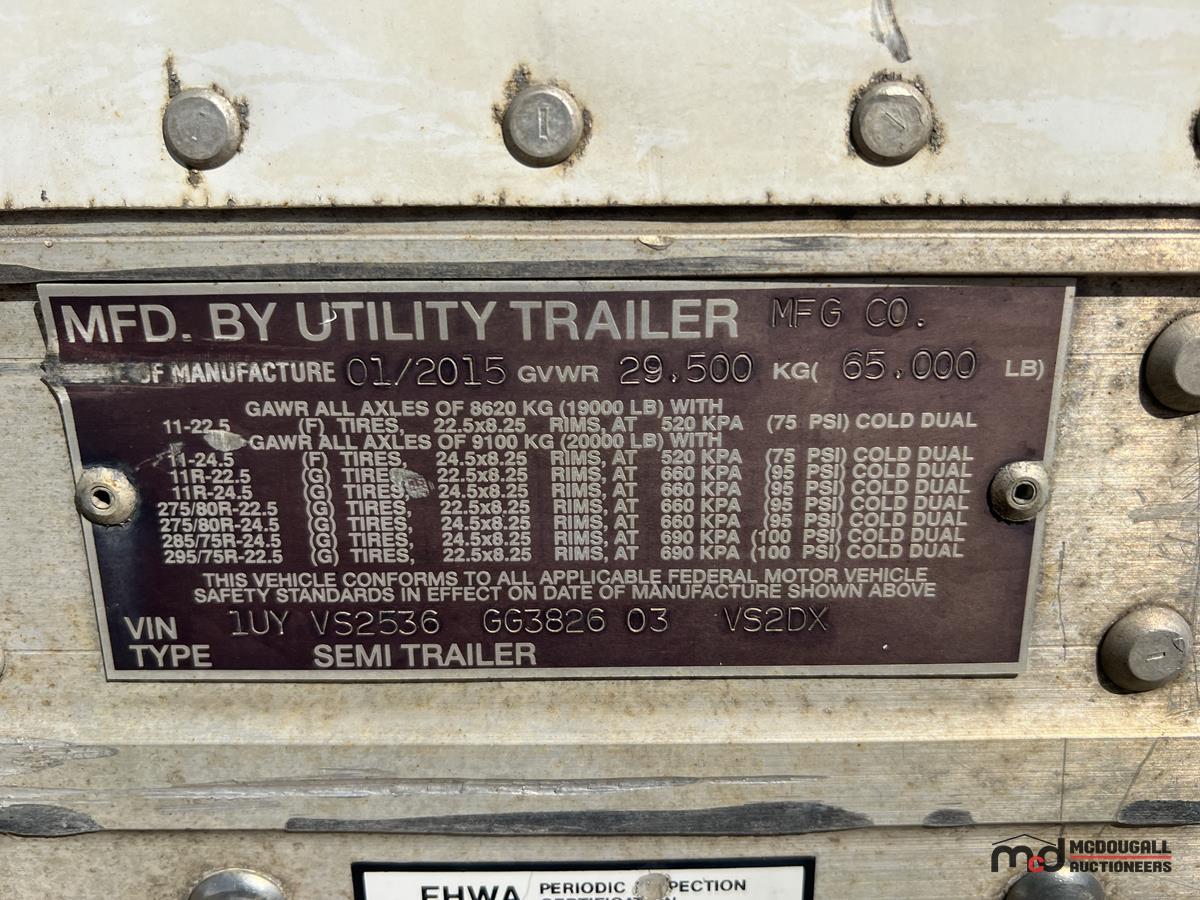 MFD. BY UTILITY TRAILER MFG CO.
OF MANUFACTURE 01/2015 GVWR 29.500 KG( 65.000 LB)
GAWR ALL AXLES OF 8620 KG (19000 LB) WITH
11-22.5 (F) TIRES, 22.5x8.25 RIMS, AT 520 KPA (75 PSI) COLD DUAL
GAWR ALL AXLES OF 9100 KG (20000 LB) WITH
11-24.5 (F) TIRES, 24.5x8.25 RIMS, AT 520 KPA (75 PSI) COLD DUAL
11R-22.5 (G) TIRES, 22.5x8.25 RIMS, AT 660 KPA (95 PSI) COLD DUAL
11R-24.5 (G) TIRES, 24.5x8.25 RIMS, AT 660 KPA (95 PSI) COLD DUAL
275/80R-22.5 (G) TIRES, 22.5x8.25 RIMS, AT 660 KPA (95 PSI) COLD DUAL
275/80R-24.5 (G) TIRES, 24.5x8.25 RIMS, AT 660 KPA (95 PSI) COLD DUAL
285/75R-24.5 (G) TIRES, 24.5x8.25 RIMS, AT 690 KPA (100 PSI) COLD DUAL
295/75R-22.5 (G) TIRES, 22.5x8.25 RIMS, AT 690 KPA (100 PSI) COLD DUAL
THIS VEHICLE CONFORMS TO ALL APPLICABLE FEDERAL MOTOR VEHICLE
SAFETY STANDARDS IN EFFECT ON DATE OF MANUFACTURE SHOWN ABOVE
VIN 1UY VS2536 GG3826 03 VS2DX
TYPE SEMI TRAILER
FHWA PERIODIC
mcd MCDOUGALL
AUCTIONEERS